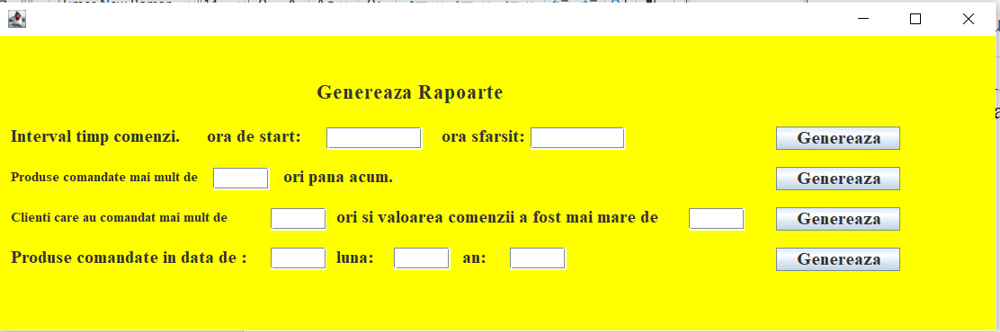 Genereaza Rapoarte
Interval timp comenzi. ora de start: ora sfarsit: Genereaza
Produse comandate mai mult de ori pana acum. Genereaza
Clienti care au comandat mai mult de ori si valoarea comenzii a fost mai mare de Genereaza
Produse comandate in data de : luna: an: Genereaza